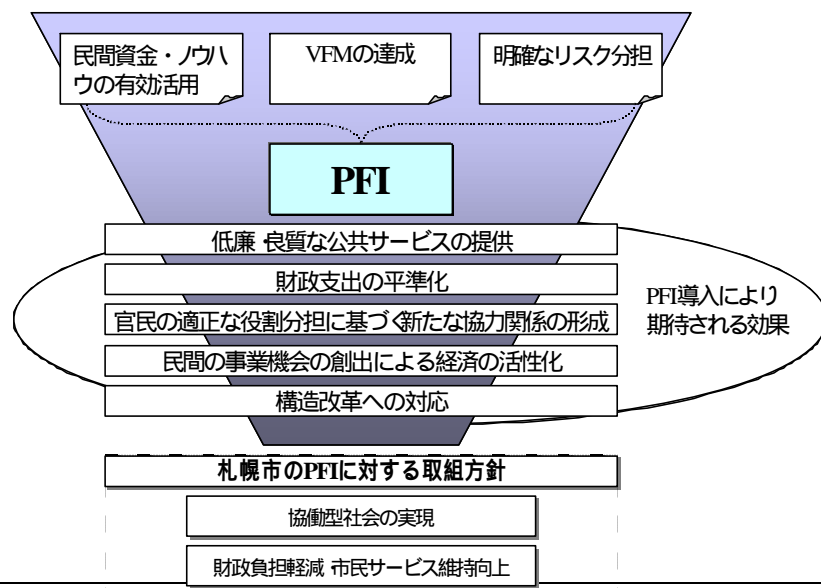 民間資金・ノウハ
ウの有効活用
VFMの達成
明確なリスク分担
PFI
低廉・良質な公共サービスの提供
財政支出の平準化
官民の適正な役割分担に基づく新たな協力関係の形成
民間の事業機会の創出による経済の活性化
構造改革への対応
PFI導入により
期待される効果
札幌市のPFIに対する取組方針
協働型社会の実現
財政負担軽減・市民サービス維持向上